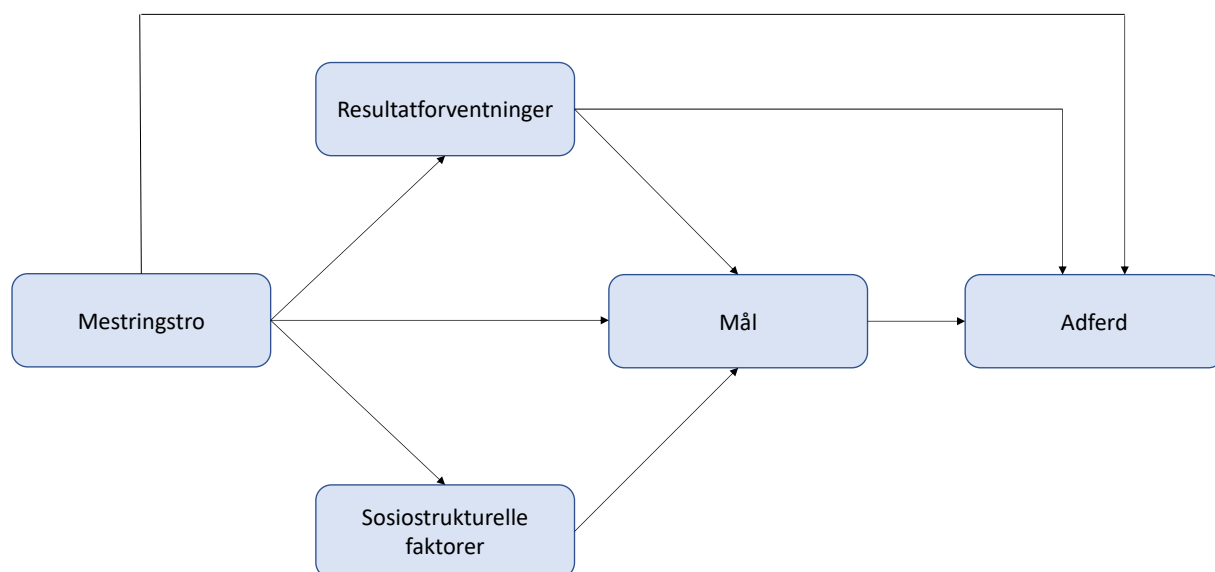 Resultatforventninger
Mestringstro
Mål
Adferd
Sosiostrukturelle
faktorer